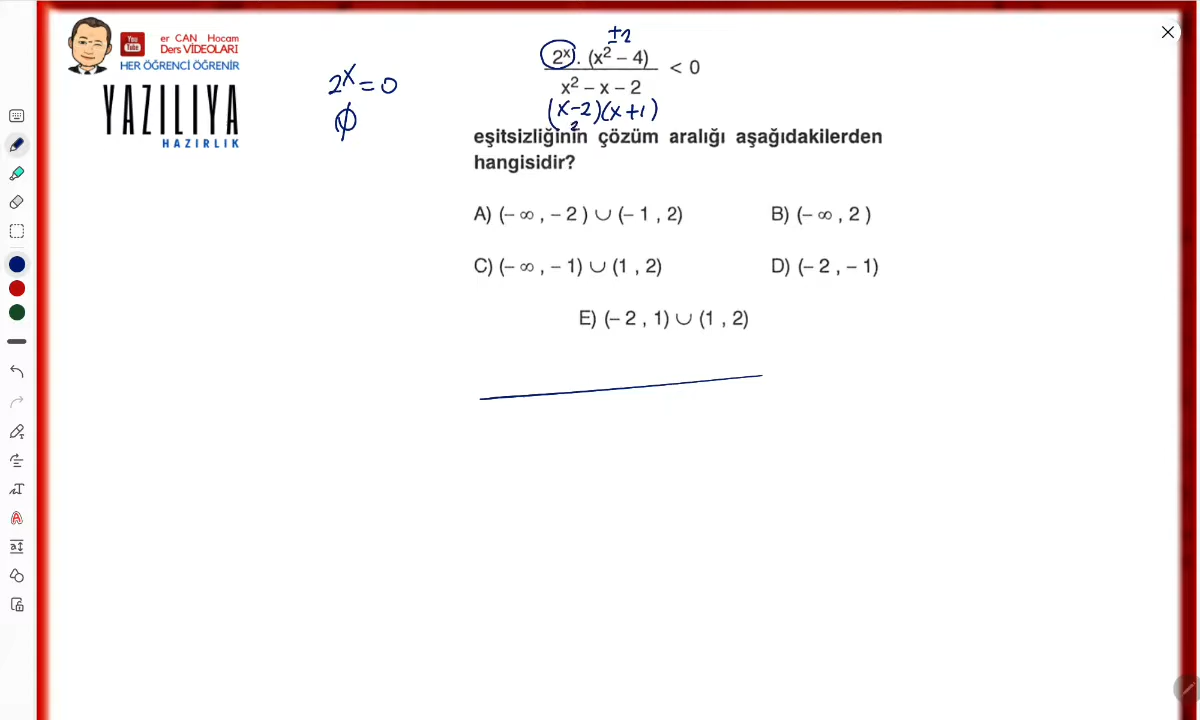 er CAN Hocam
You Tube
Ders VİDEOLARI
HER ÖĞRENCİ ÖĞRENİR
YAZILIYA
HAZIRLIK
2ˣ = 0
∅
±2
2ˣ . (x² – 4)
x² – x – 2
< 0
(x-2)(x+1)
2
eşitsizliğinin çözüm aralığı aşağıdakilerden
hangisidir?
A) (– ∞ , – 2 ) ∪ (– 1 , 2) B) (– ∞ , 2 )
C) (– ∞ , – 1) ∪ (1 , 2) D) (– 2 , – 1)
E) (– 2 , 1) ∪ (1 , 2)